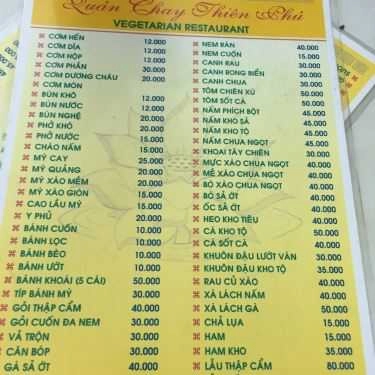 Quán Chay Thiên Phú
VEGETARIAN RESTAURANT
CƠM HẾN 12.000
CƠM DĨA 12.000
CƠM HỘP 12.000
CƠM PHẦN 30.000
CƠM DƯƠNG CHÂU 20.000
CƠM MÓN
BÚN KHÔ 12.000
BÚN NƯỚC 12.000
BÚN NGHỆ 20.000
PHỞ KHÔ 20.000
PHỞ NƯỚC 15.000
CHÁO NẤM 15.000
MỲ CAY 25.000
MỲ QUẢNG 20.000
MỲ XÀO MỀM 20.000
MỲ XÀO GIÒN 20.000
CAO LẦU MỲ 15.000
Y PHỦ 20.000
BÁNH CUỐN 10.000
BÁNH LỌC 10.000
BÁNH BÈO 10.000
BÁNH ƯỚT 10.000
BÁNH KHOÁI (5 CÁI) 50.000
TÍP BÁNH MỲ 30.000
GỎI THẬP CẨM 40.000
GỎI CUỐN ĐA NEM 30.000
VẢ TRỘN 30.000
CĂN BÓP 30.000
GÀ SẢ ỚT 40.000
NEM RÁN 40.000
NEM CUỐN 15.000
CANH RAU 30.000
CANH RONG BIỂN 30.000
CANH CHUA 30.000
TÔM CHIÊN XÙ 50.000
TÔM SỐT CÀ 50.000
NẤM PHÍCH BỘT 45.000
NẤM KHO SẢ 45.000
NẤM KHO TỘ 45.000
NẤM CHUA NGỌT 45.000
KHOAI TÂY CHIÊN 45.000
MỰC XÀO CHUA NGỌT 40.000
MỀ XÀO CHUA NGỌT 40.000
BÒ XÀO CHUA NGỌT 40.000
BÒ SẢ ỚT 40.000
ỐC SẢ ỚT 40.000
HEO KHO TIÊU 40.000
CÁ KHO TỘ 50.000
CÁ SỐT CÀ 50.000
KHUÔN ĐẬU LƯỚT VÁN 30.000
KHUÔN ĐẬU KHO TỘ 35.000
RAU CỦ XÀO 40.000
XÀ LÁCH NẤM 40.000
XÀ LÁCH GÀ 50.000
CHẢ LỤA 15.000
HAM 15.000
HAM KHO 35.000
LẨU THẬP CẨM 80.000